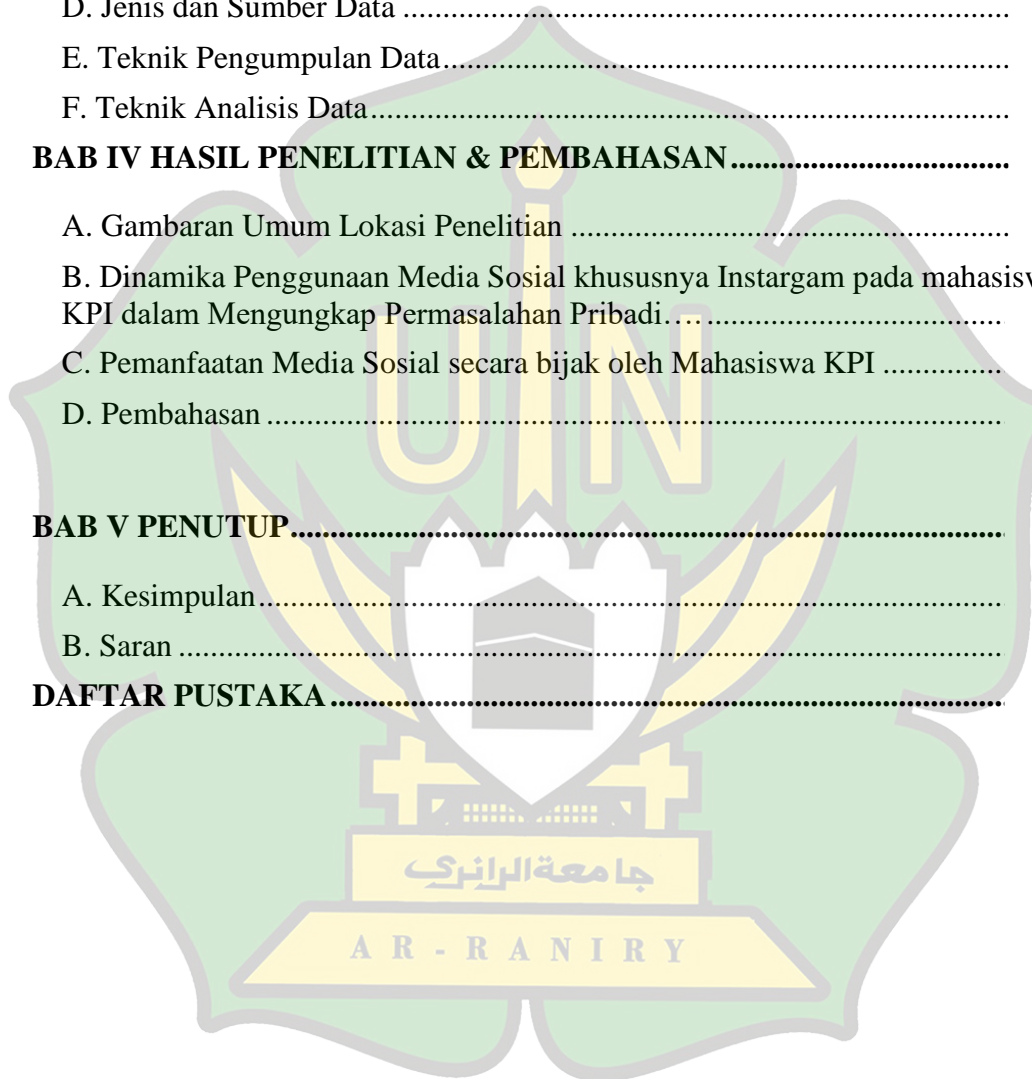 D. Jenis dan Sumber Data ............................................................................
E. Teknik Pengumpulan Data.......................................................................
F. Teknik Analisis Data................................................................................
BAB IV HASIL PENELITIAN & PEMBAHASAN..................................
A. Gambaran Umum Lokasi Penelitian .......................................................
B. Dinamika Penggunaan Media Sosial khususnya Instargam pada
KPI dalam Mengungkap Permasalahan Pribadi.…......................................
C. Pemanfaatan Media Sosial secara bijak oleh Mahasiswa KPI ...............
D. Pembahasan .............................................................................................
UIN
BAB V PENUTUP........................................................................................
A. Kesimpulan..............................................................................................
B. Saran ........................................................................................................
DAFTAR PUSTAKA ...................................................................................
جامعةالرانري
AR-RANIRY